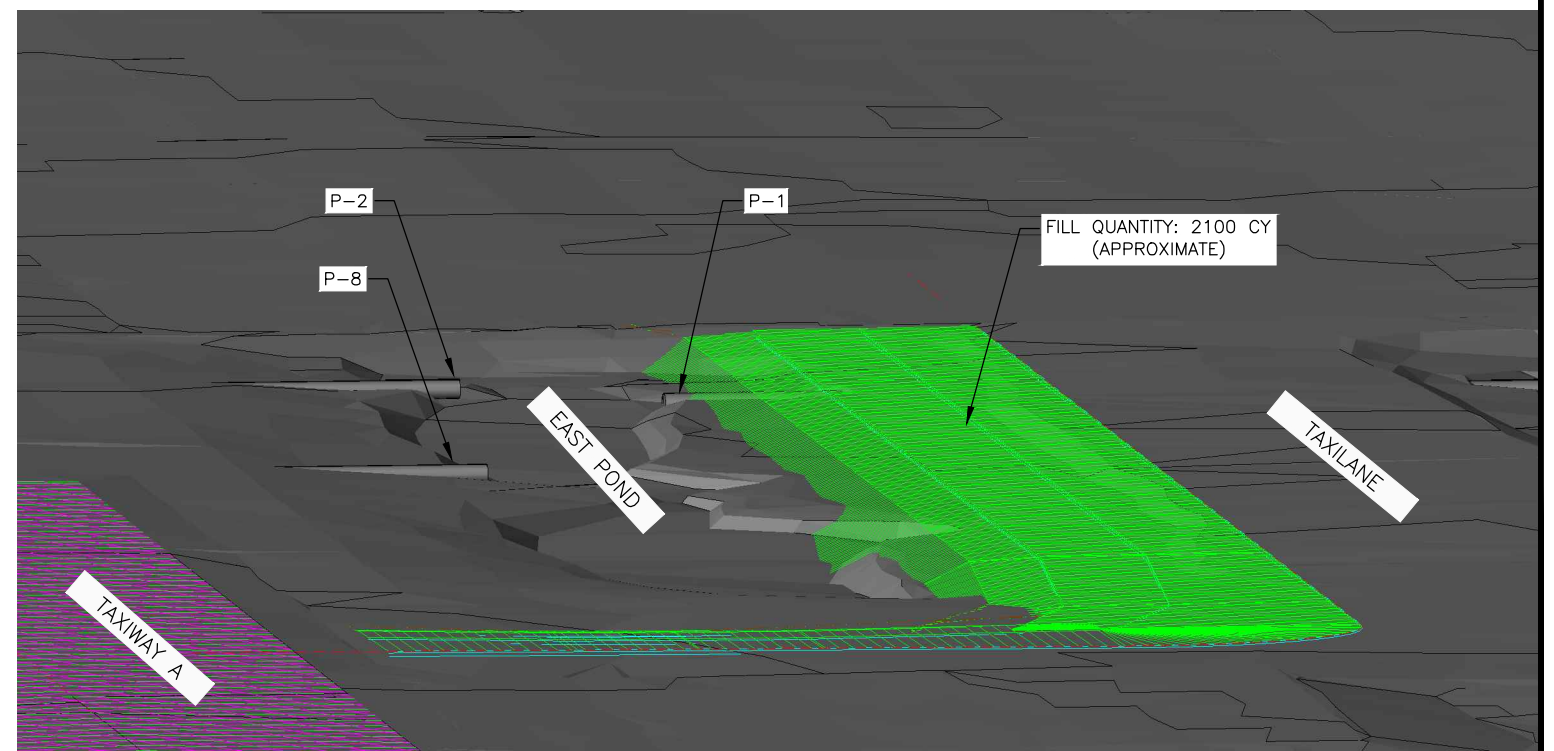 P-2
P-1
FILL QUANTITY: 2100 CY
(APPROXIMATE)
P-8
EAST POND
TAXILANE
TAXIWAY A